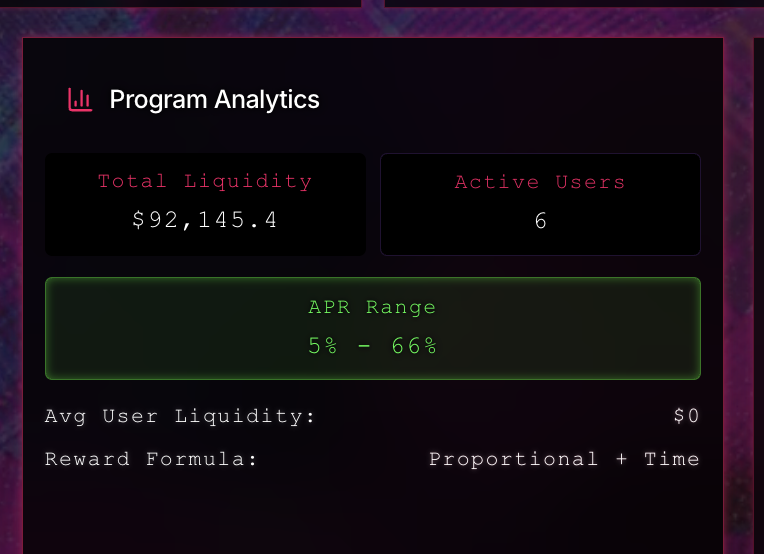 Program Analytics
Total Liquidity
$92,145.4
Active Users
6
APR Range
5% - 66%
Avg User Liquidity: $0
Reward Formula: Proportional + Time